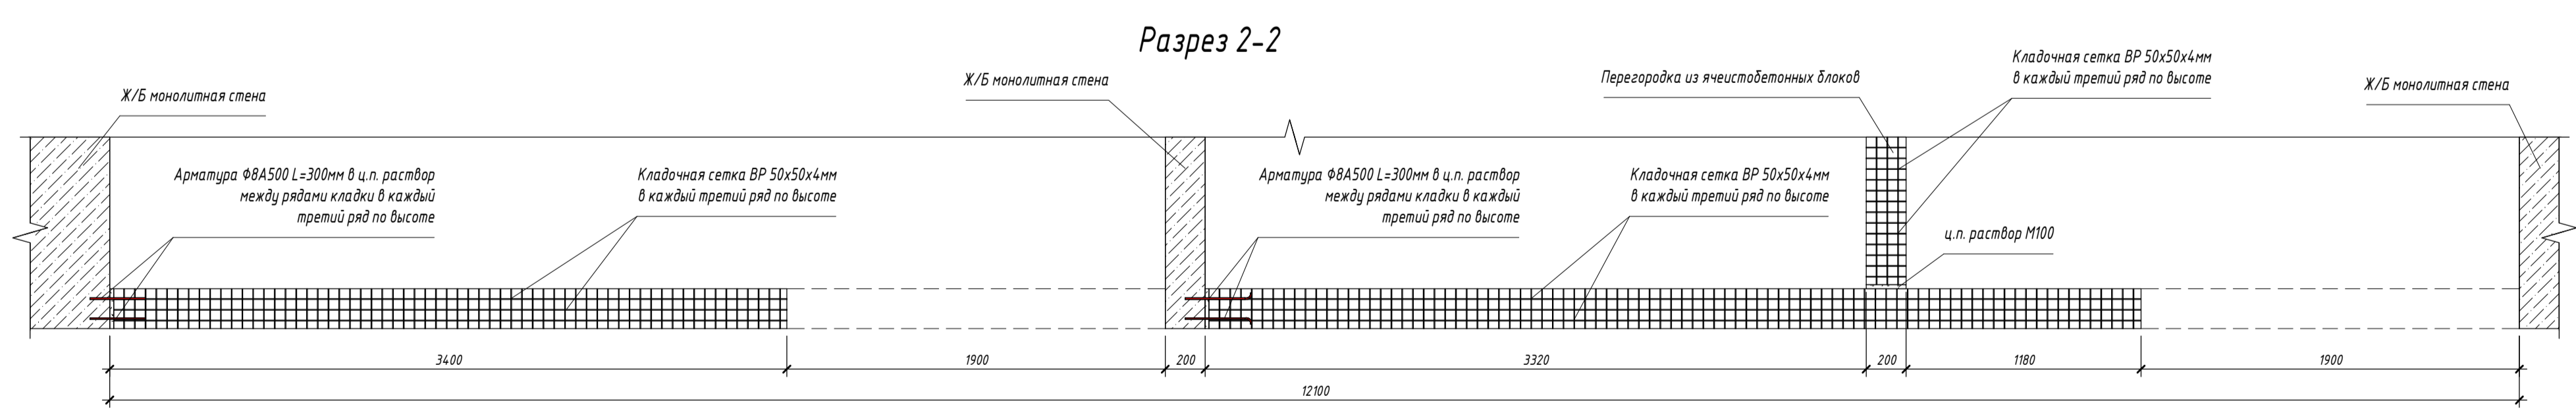 Разрез 2-2
Ж/Б монолитная стена
Ж/Б монолитная стена
Перегородка из ячеистобетонных блоков
Кладочная сетка ВР 50х50х4мм
в каждый третий ряд по высоте
Ж/Б монолитная стена
Арматура Ф8А500 L=300мм в ц.п. раствор
между рядами кладки в каждый
третий ряд по высоте
Кладочная сетка ВР 50х50х4мм
в каждый третий ряд по высоте
Арматура Ф8А500 L=300мм в ц.п. раствор
между рядами кладки в каждый
третий ряд по высоте
Кладочная сетка ВР 50х50х4мм
в каждый третий ряд по высоте
ц.п. раствор М100
3400
1900
200
3320
200
1180
1900
12100